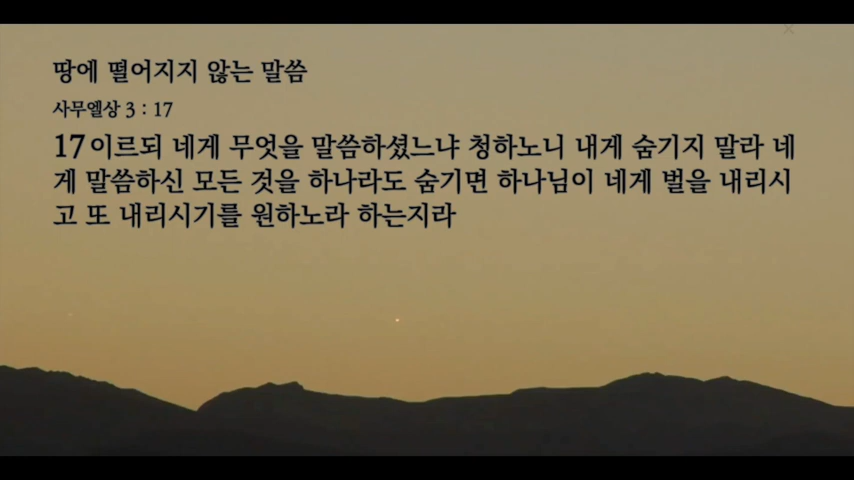 땅에 떨어지지 않는 말씀
사무엘상 3 : 17
17 이르되 네게 무엇을 말씀하셨느냐 청하노니 내게 숨기지 말라 네
게 말씀하신 모든 것을 하나라도 숨기면 하나님이 네게 벌을 내리시
고 또 내리시기를 원하노라 하는지라